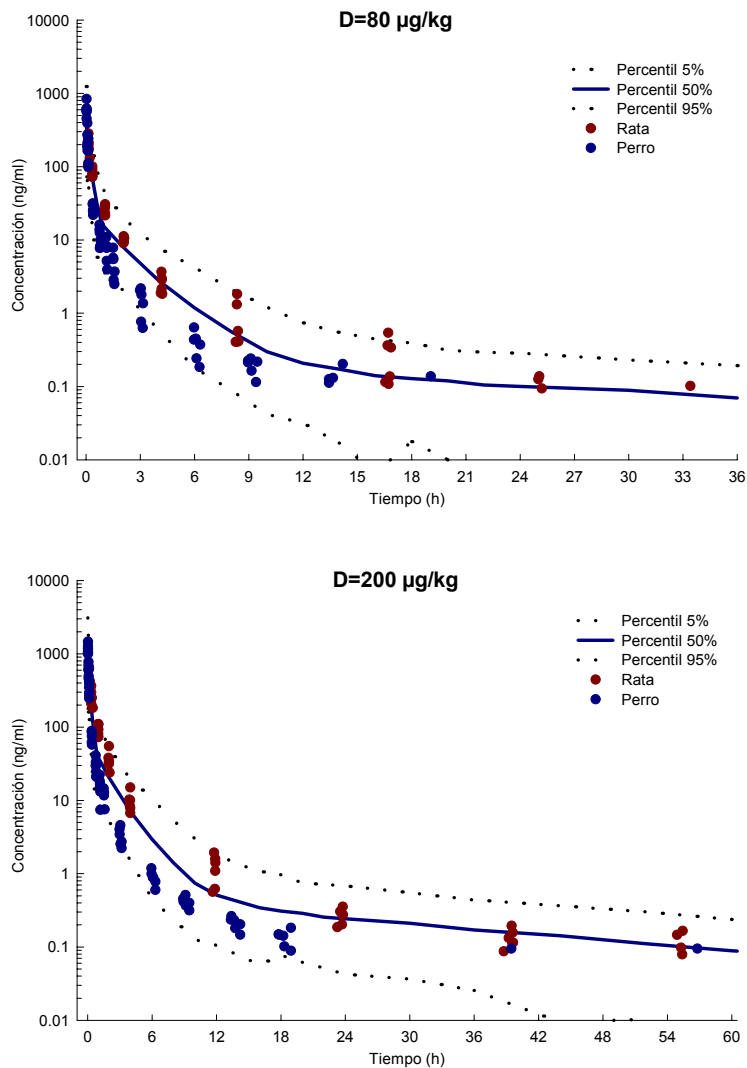 D=80 µg/kg
10000
1000
100
10
1
0.1
0.01
Concentración (ng/ml)
Percentil 5%
Percentil 50%
Percentil 95%
Rata
Perro
0 3 6 9 12 15 18 21 24 27 30 33 36
Tiempo (h)
D=200 µg/kg
10000
1000
100
10
1
0.1
0.01
Concentración (ng/ml)
Percentil 5%
Percentil 50%
Percentil 95%
Rata
Perro
0 6 12 18 24 30 36 42 48 54 60
Tiempo (h)